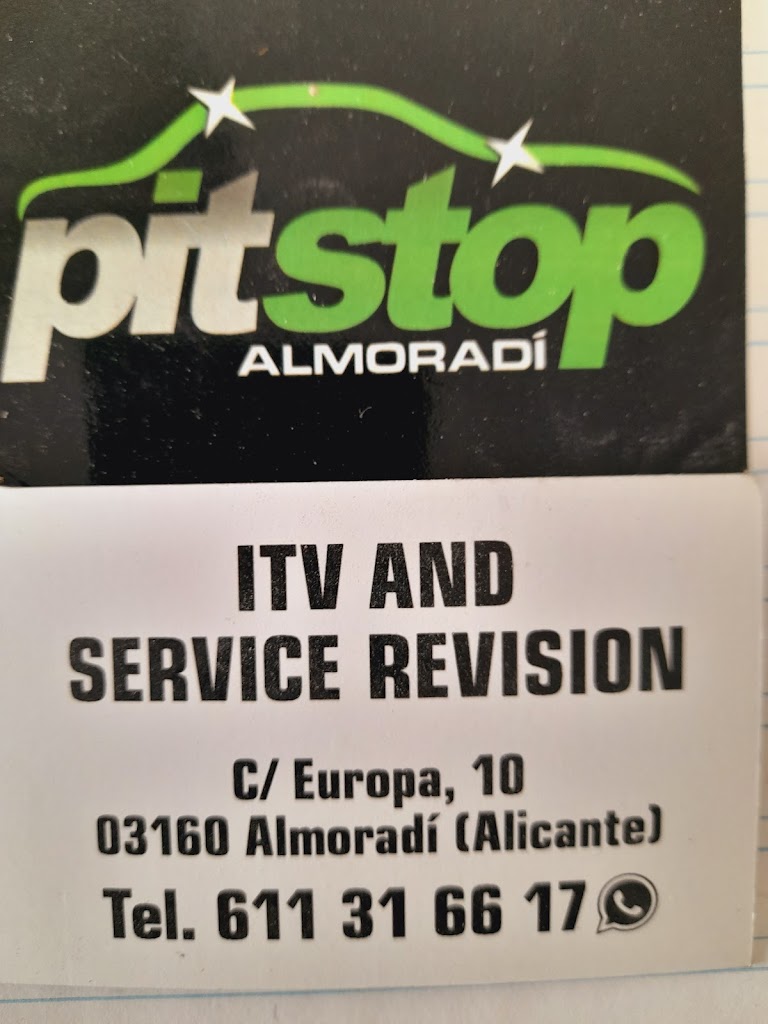 pitstop
ALMORADÍ
ITV AND
SERVICE REVISION
C/ Europa, 10
03160 Almoradí (Alicante)
Tel. 611 31 66 17